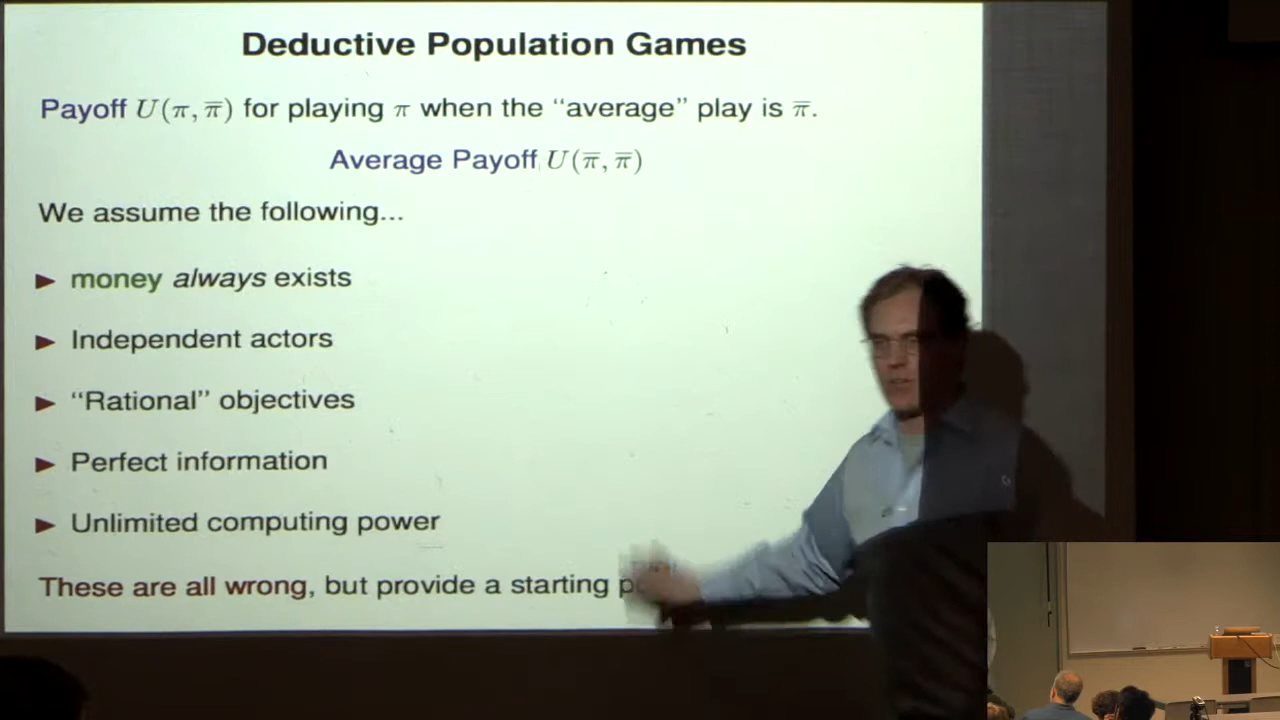 Deductive Population Games
Payoff U(π, π̅) for playing π when the “average” play is π̅.
Average Payoff U(π̅, π̅)
We assume the following...
► money always exists
► Independent actors
► “Rational” objectives
► Perfect information
► Unlimited computing power
These are all wrong, but provide a starting